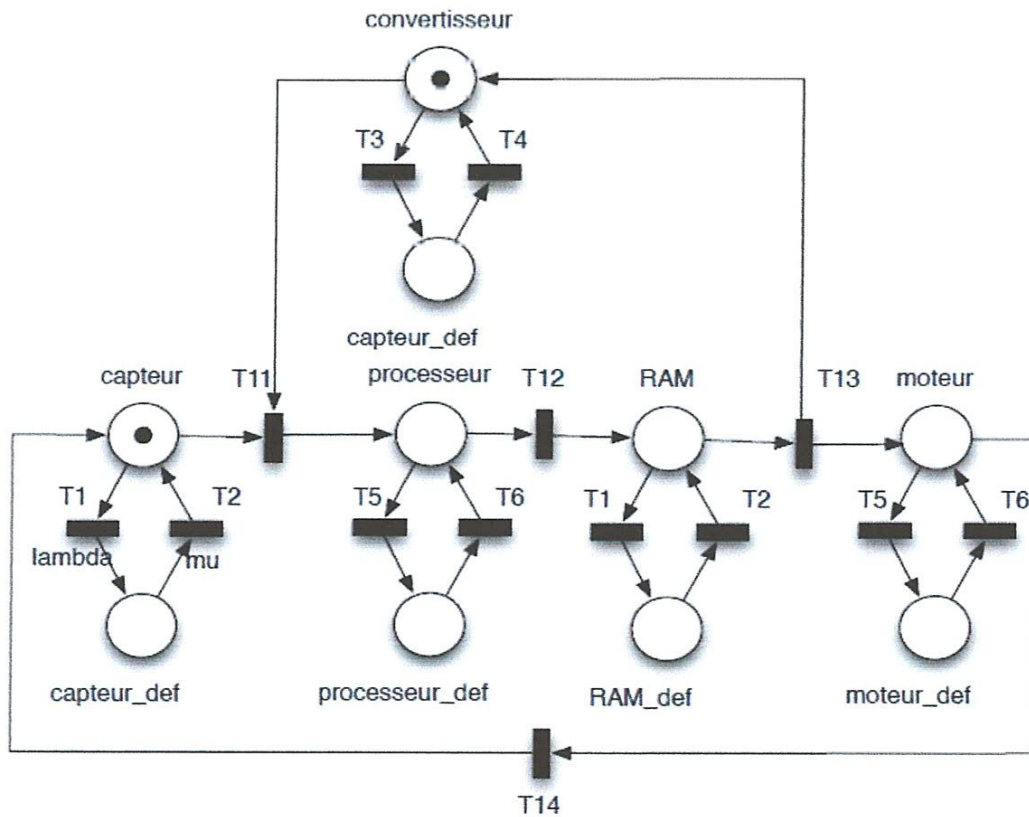 convertisseur
T3 T4
capteur_def
capteur T11 processeur T12 RAM T13 moteur
T1 T2 T5 T6 T1 T2 T5 T6
lambda mu
capteur_def processeur_def RAM_def moteur_def
T14